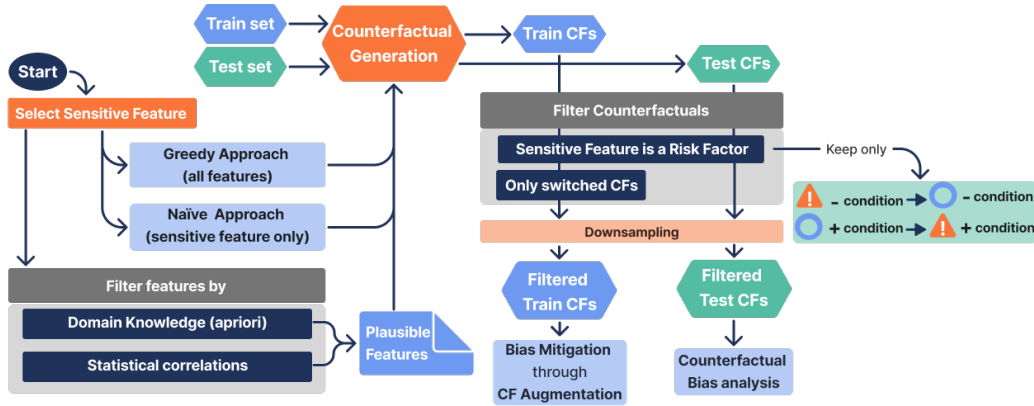 Start
Select Sensitive Feature
Greedy Approach
(all features)
Naïve Approach
(sensitive feature only)
Filter features by
Domain Knowledge (apriori)
Statistical correlations
Plausible
Features
Train set
Test set
Counterfactual
Generation
Train CFs
Test CFs
Filter Counterfactuals
Sensitive Feature is a Risk Factor
Only switched CFs
Keep only
- condition
- condition
+ condition
+ condition
Downsampling
Filtered
Train CFs
Filtered
Test CFs
Bias Mitigation
through
CF Augmentation
Counterfactual
Bias analysis